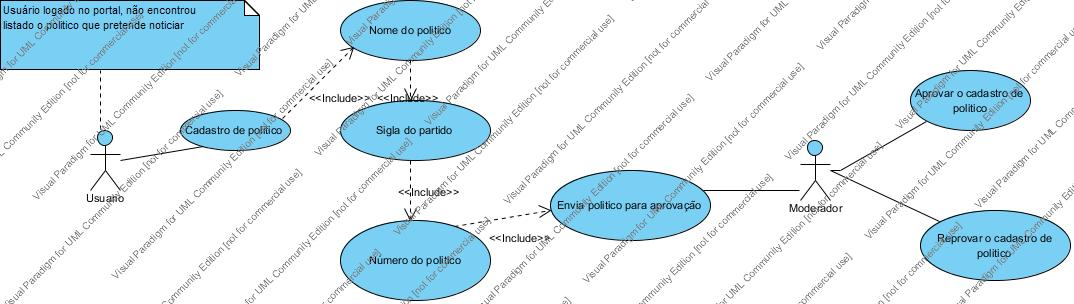 Usuário logado no portal, não encontrou
listado o politico que pretende noticiar
Nome do politico
<<Include>>
<<Include>>
Cadastro de politico
Sigla do partido
Usuario
<<Include>>
Envia politico para aprovação
<<Include>>
Numero do politico
Moderador
Aprovar o cadastro de
politico
Reprovar o cadastro de
politico
Visual Paradigm for UML Community Edition [not for commercial use]